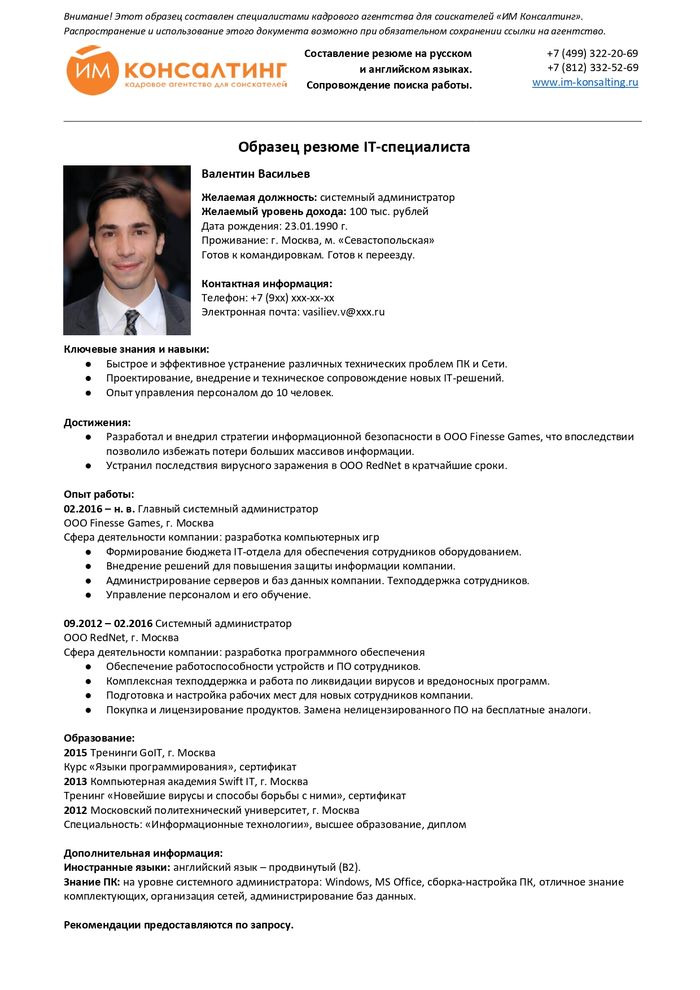 Внимание! Этот образец составлен специалистами кадрового агентства для соискателей «ИМ Консалтинг».
Распространение и использование этого документа возможно при обязательном сохранении ссылки на агентство.
ИМ КОНСАЛТИНГ
кадровое агентство для соискателей
Составление резюме на русском
и английском языках.
Сопровождение поиска работы.
+7 (499) 322-20-69
+7 (812) 332-52-69
www.im-konsalting.ru
Образец резюме IT-специалиста
Валентин Васильев
Желаемая должность: системный администратор
Желаемый уровень дохода: 100 тыс. рублей
Дата рождения: 23.01.1990 г.
Проживание: г. Москва, м. «Севастопольская»
Готов к командировкам. Готов к переезду.
Контактная информация:
Телефон: +7 (9xx) xxx-xx-xx
Электронная почта: vasiliev.v@xxx.ru
Ключевые знания и навыки:
● Быстрое и эффективное устранение различных технических проблем ПК и Сети.
● Проектирование, внедрение и техническое сопровождение новых IT-решений.
● Опыт управления персоналом до 10 человек.
Достижения:
● Разработал и внедрил стратегии информационной безопасности в ООО Finesse Games, что впоследствии
позволило избежать потери больших массивов информации.
● Устранил последствия вирусного заражения в ООО RedNet в кратчайшие сроки.
Опыт работы:
02.2016 – н. в. Главный системный администратор
ООО Finesse Games, г. Москва
Сфера деятельности компании: разработка компьютерных игр
● Формирование бюджета IT-отдела для обеспечения сотрудников оборудованием.
● Внедрение решений для повышения защиты информации компании.
● Администрирование серверов и баз данных компании. Техподдержка сотрудников.
● Управление персоналом и его обучение.
09.2012 – 02.2016 Системный администратор
ООО RedNet, г. Москва
Сфера деятельности компании: разработка программного обеспечения
● Обеспечение работоспособности устройств и ПО сотрудников.
● Комплексная техподдержка и работа по ликвидации вирусов и вредоносных программ.
● Подготовка и настройка рабочих мест для новых сотрудников компании.
● Покупка и лицензирование продуктов. Замена нелицензированного ПО на бесплатные аналоги.
Образование:
2015 Тренинги GoIT, г. Москва
Курс «Языки программирования», сертификат
2013 Компьютерная академия Swift IT, г. Москва
Тренинг «Новейшие вирусы и способы борьбы с ними», сертификат
2012 Московский политехнический университет, г. Москва
Специальность: «Информационные технологии», высшее образование, диплом
Дополнительная информация:
Иностранные языки: английский язык – продвинутый (B2).
Знание ПК: на уровне системного администратора: Windows, MS Office, сборка-настройка ПК, отличное знание
комплектующих, организация сетей, администрирование баз данных.
Рекомендации предоставляются по запросу.